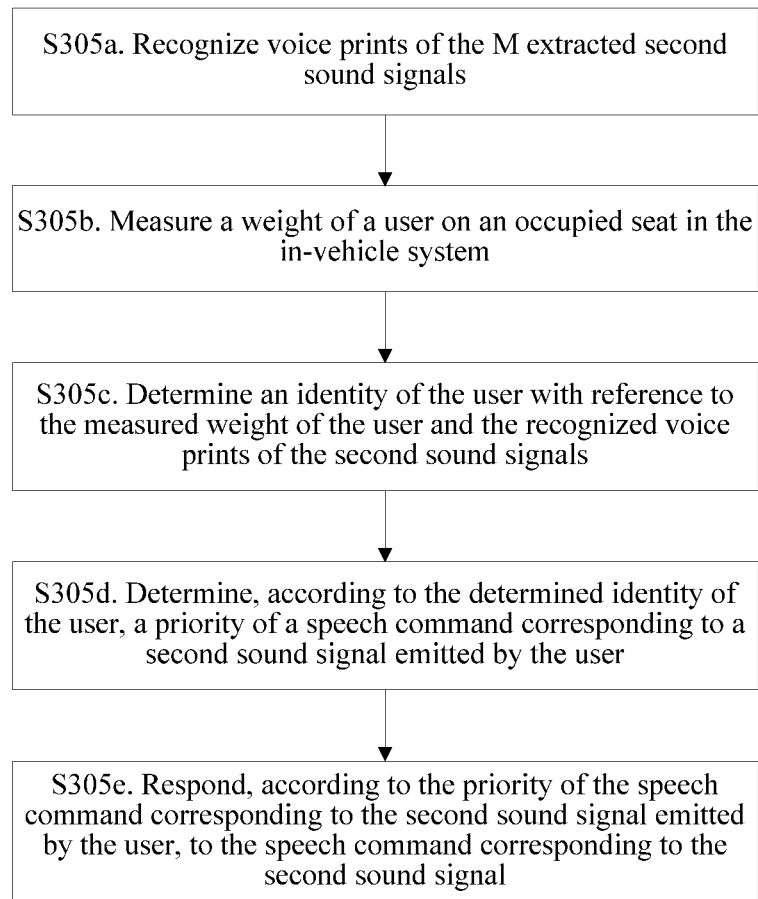 S305a. Recognize voice prints of the M extracted second
sound signals
S305b. Measure a weight of a user on an occupied seat in the
in-vehicle system
S305c. Determine an identity of the user with reference to
the measured weight of the user and the recognized voice
prints of the second sound signals
S305d. Determine, according to the determined identity of
the user, a priority of a speech command corresponding to a
second sound signal emitted by the user
S305e. Respond, according to the priority of the speech
command corresponding to the second sound signal emitted
by the user, to the speech command corresponding to the
second sound signal